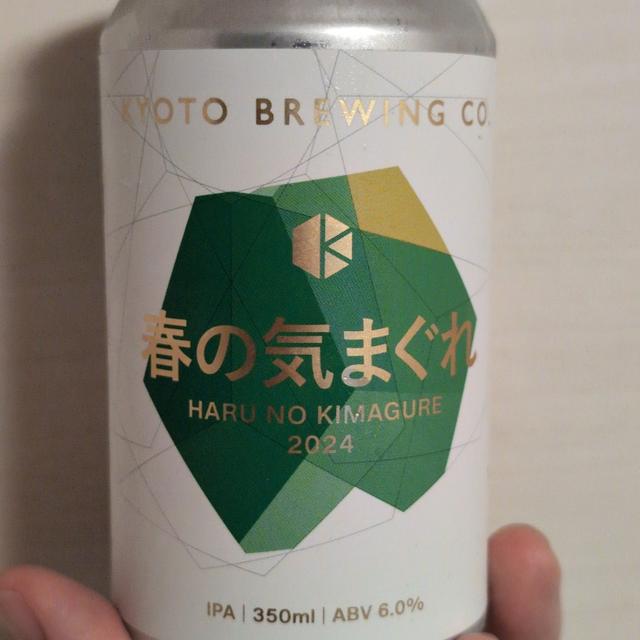 KYOTO BREWING CO.
春の気まぐれ
HARU NO KIMAGURE
2024
IPA | 350ml | ABV 6.0%